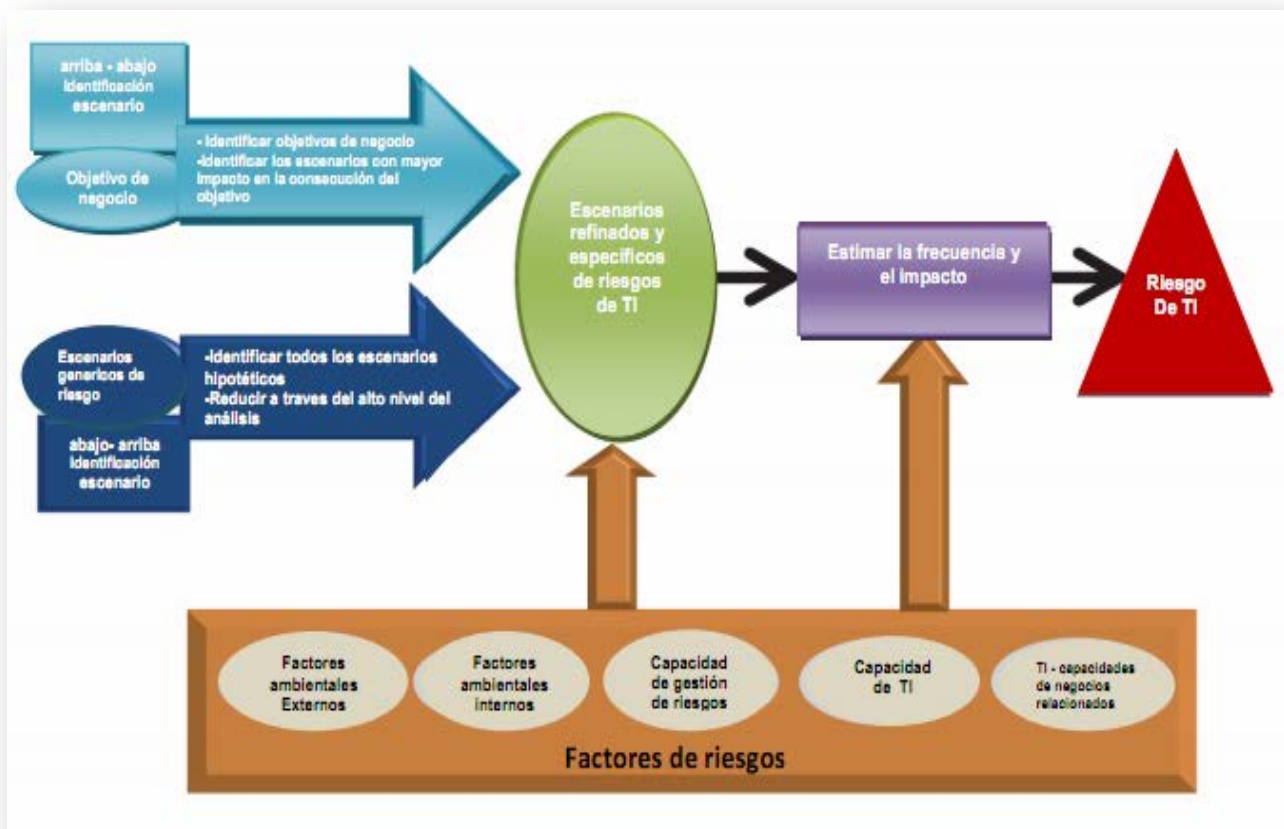 arriba - abajo
Identificación
escenario
Objetivo de
negocio
- Identificar objetivos de negocio
-Identificar los escenarios con mayor
Impacto en la consecución del
objetivo
Escenarios
genericos de
riesgo
abajo- arriba
Identificación
escenario
-Identificar todos los escenarios
hipotéticos
-Reducir a traves del alto nivel del
análisis
Escenarios
refinados y
específicos
de riesgos
de TI
Estimar la frecuencia y
el impacto
Riesgo
De TI
Factores
ambientales
Externos
Factores
ambientales
internos
Capacidad
de gestión
de riesgos
Capacidad
de TI
TI - capacidades
de negocios
relacionados
Factores de riesgos